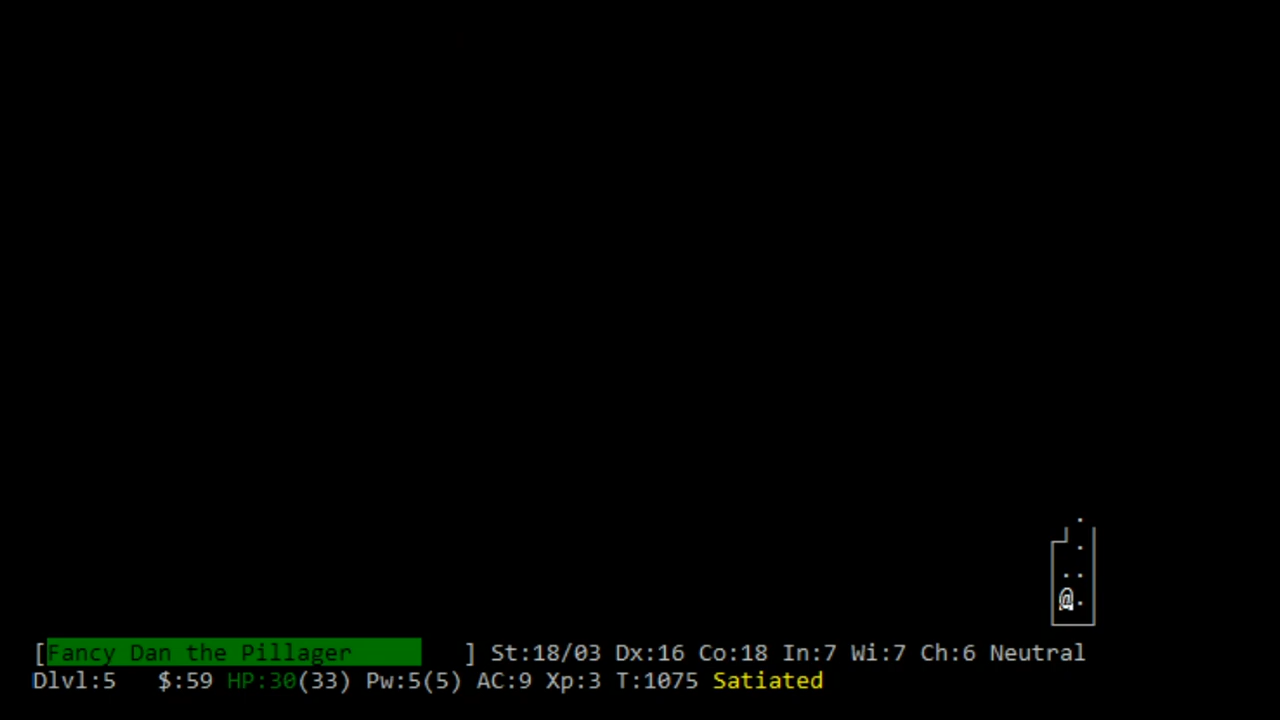 .
.
..
@.
[Fancy Dan the Pillager ] St:18/03 Dx:16 Co:18 In:7 Wi:7 Ch:6 Neutral
Dlvl:5 $:59 HP:30(33) Pw:5(5) AC:9 Xp:3 T:1075 Satiated